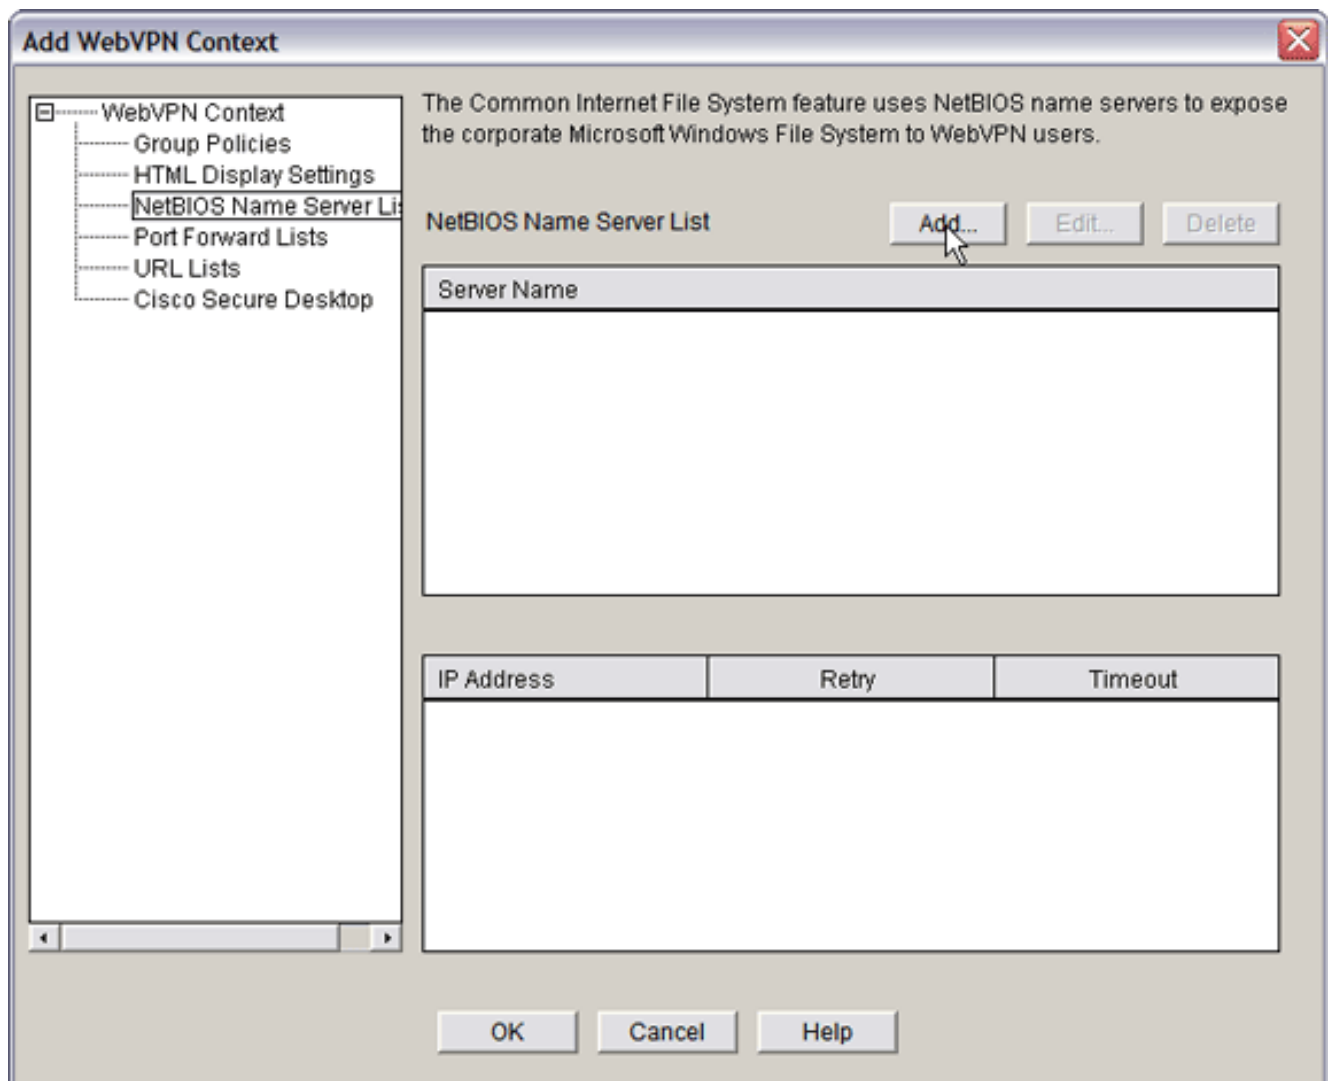 Add WebVPN Context
WebVPN Context
Group Policies
HTML Display Settings
NetBIOS Name Server Lis
Port Forward Lists
URL Lists
Cisco Secure Desktop
The Common Internet File System feature uses NetBIOS name servers to expose
the corporate Microsoft Windows File System to WebVPN users.
NetBIOS Name Server List
Add...
Edit...
Delete
Server Name
IP Address
Retry
Timeout
OK
Cancel
Help